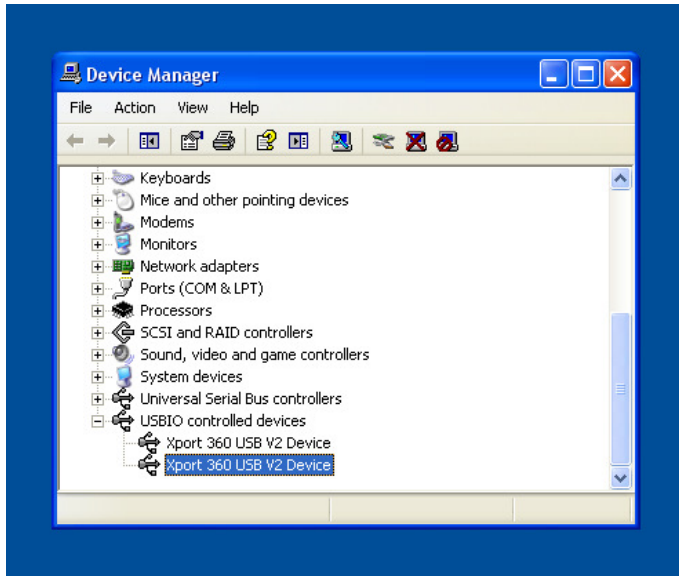 Device Manager
File Action View Help
Keyboards
Mice and other pointing devices
Modems
Monitors
Network adapters
Ports (COM & LPT)
Processors
SCSI and RAID controllers
Sound, video and game controllers
System devices
Universal Serial Bus controllers
USBIO controlled devices
Xport 360 USB V2 Device
Xport 360 USB V2 Device